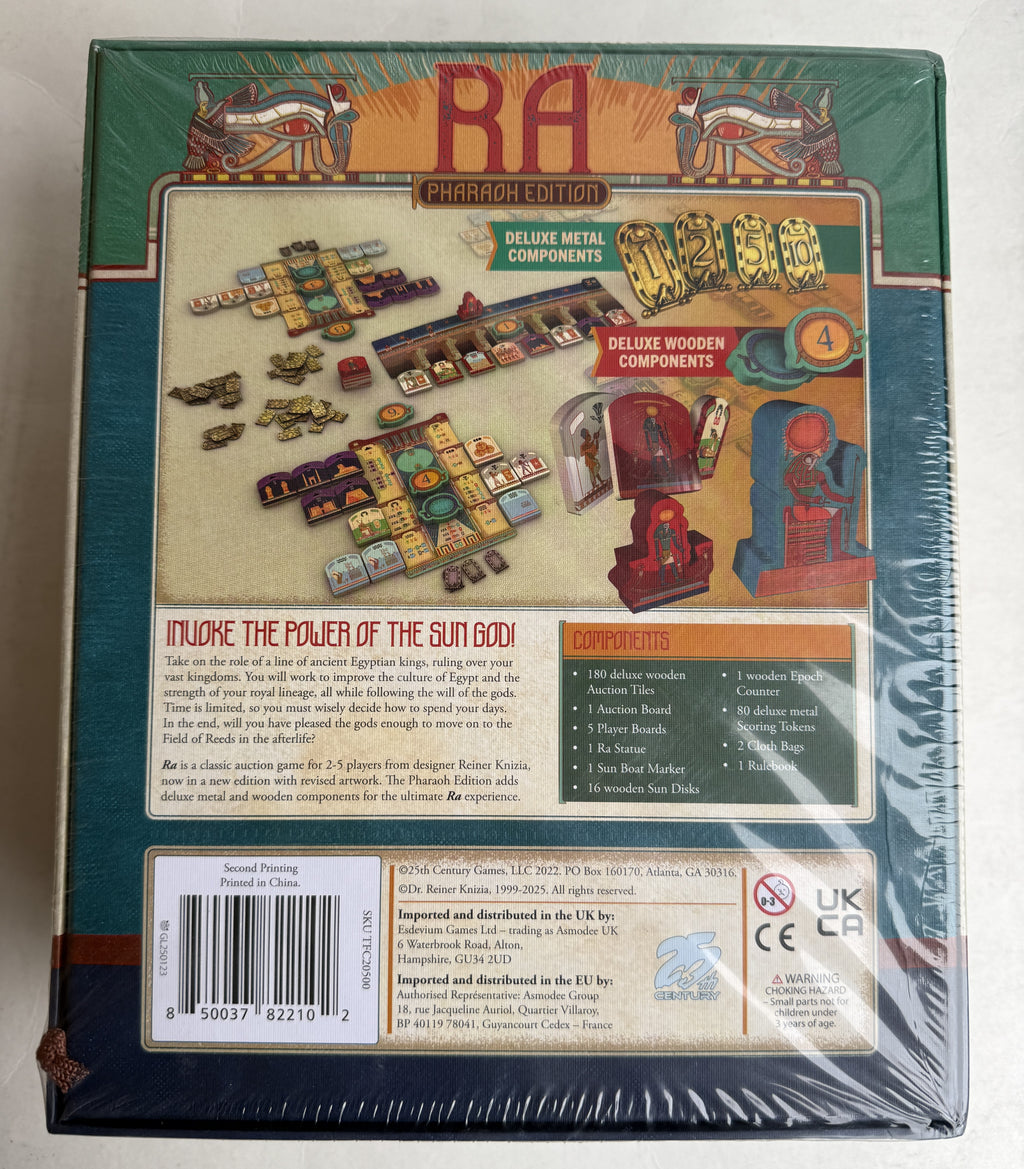 RA
PHARAOH EDITION
DELUXE METAL
COMPONENTS
1
2
5
10
DELUXE WOODEN
COMPONENTS
4
1
9
4
INVOKE THE POWER OF THE SUN GOD!
Take on the role of a line of ancient Egyptian kings, ruling over your
vast kingdoms. You will work to improve the culture of Egypt and the
strength of your royal lineage, all while following the will of the gods.
Time is limited, so you must wisely decide how to spend your days.
In the end, will you have pleased the gods enough to move on to the
Field of Reeds in the afterlife?
Ra is a classic auction game for 2-5 players from designer Reiner Knizia,
now in a new edition with revised artwork. The Pharaoh Edition adds
deluxe metal and wooden components for the ultimate Ra experience.
COMPONENTS
• 180 deluxe wooden
Auction Tiles
• 1 Auction Board
• 5 Player Boards
• 1 Ra Statue
• 1 Sun Boat Marker
• 16 wooden Sun Disks
• 1 wooden Epoch
Counter
• 80 deluxe metal
Scoring Tokens
• 2 Cloth Bags
• 1 Rulebook
Second Printing
Printed in China.
GL250123
SKU TFC20500
8 50037 82210 2
©25th Century Games, LLC 2022. PO Box 160170, Atlanta, GA 30316.
©Dr. Reiner Knizia, 1999-2025. All rights reserved.
Imported and distributed in the UK by:
Esdevium Games Ltd – trading as Asmodee UK
6 Waterbrook Road, Alton,
Hampshire, GU34 2UD
Imported and distributed in the EU by:
Authorised Représentative: Asmodee Group
18, rue Jacqueline Auriol, Quartier Villaroy,
BP 40119 78041, Guyancourt Cedex – France
25th
CENTURY
0-3
CE
UK
CA
WARNING
CHOKING HAZARD
– Small parts not for
children under
3 years of age.